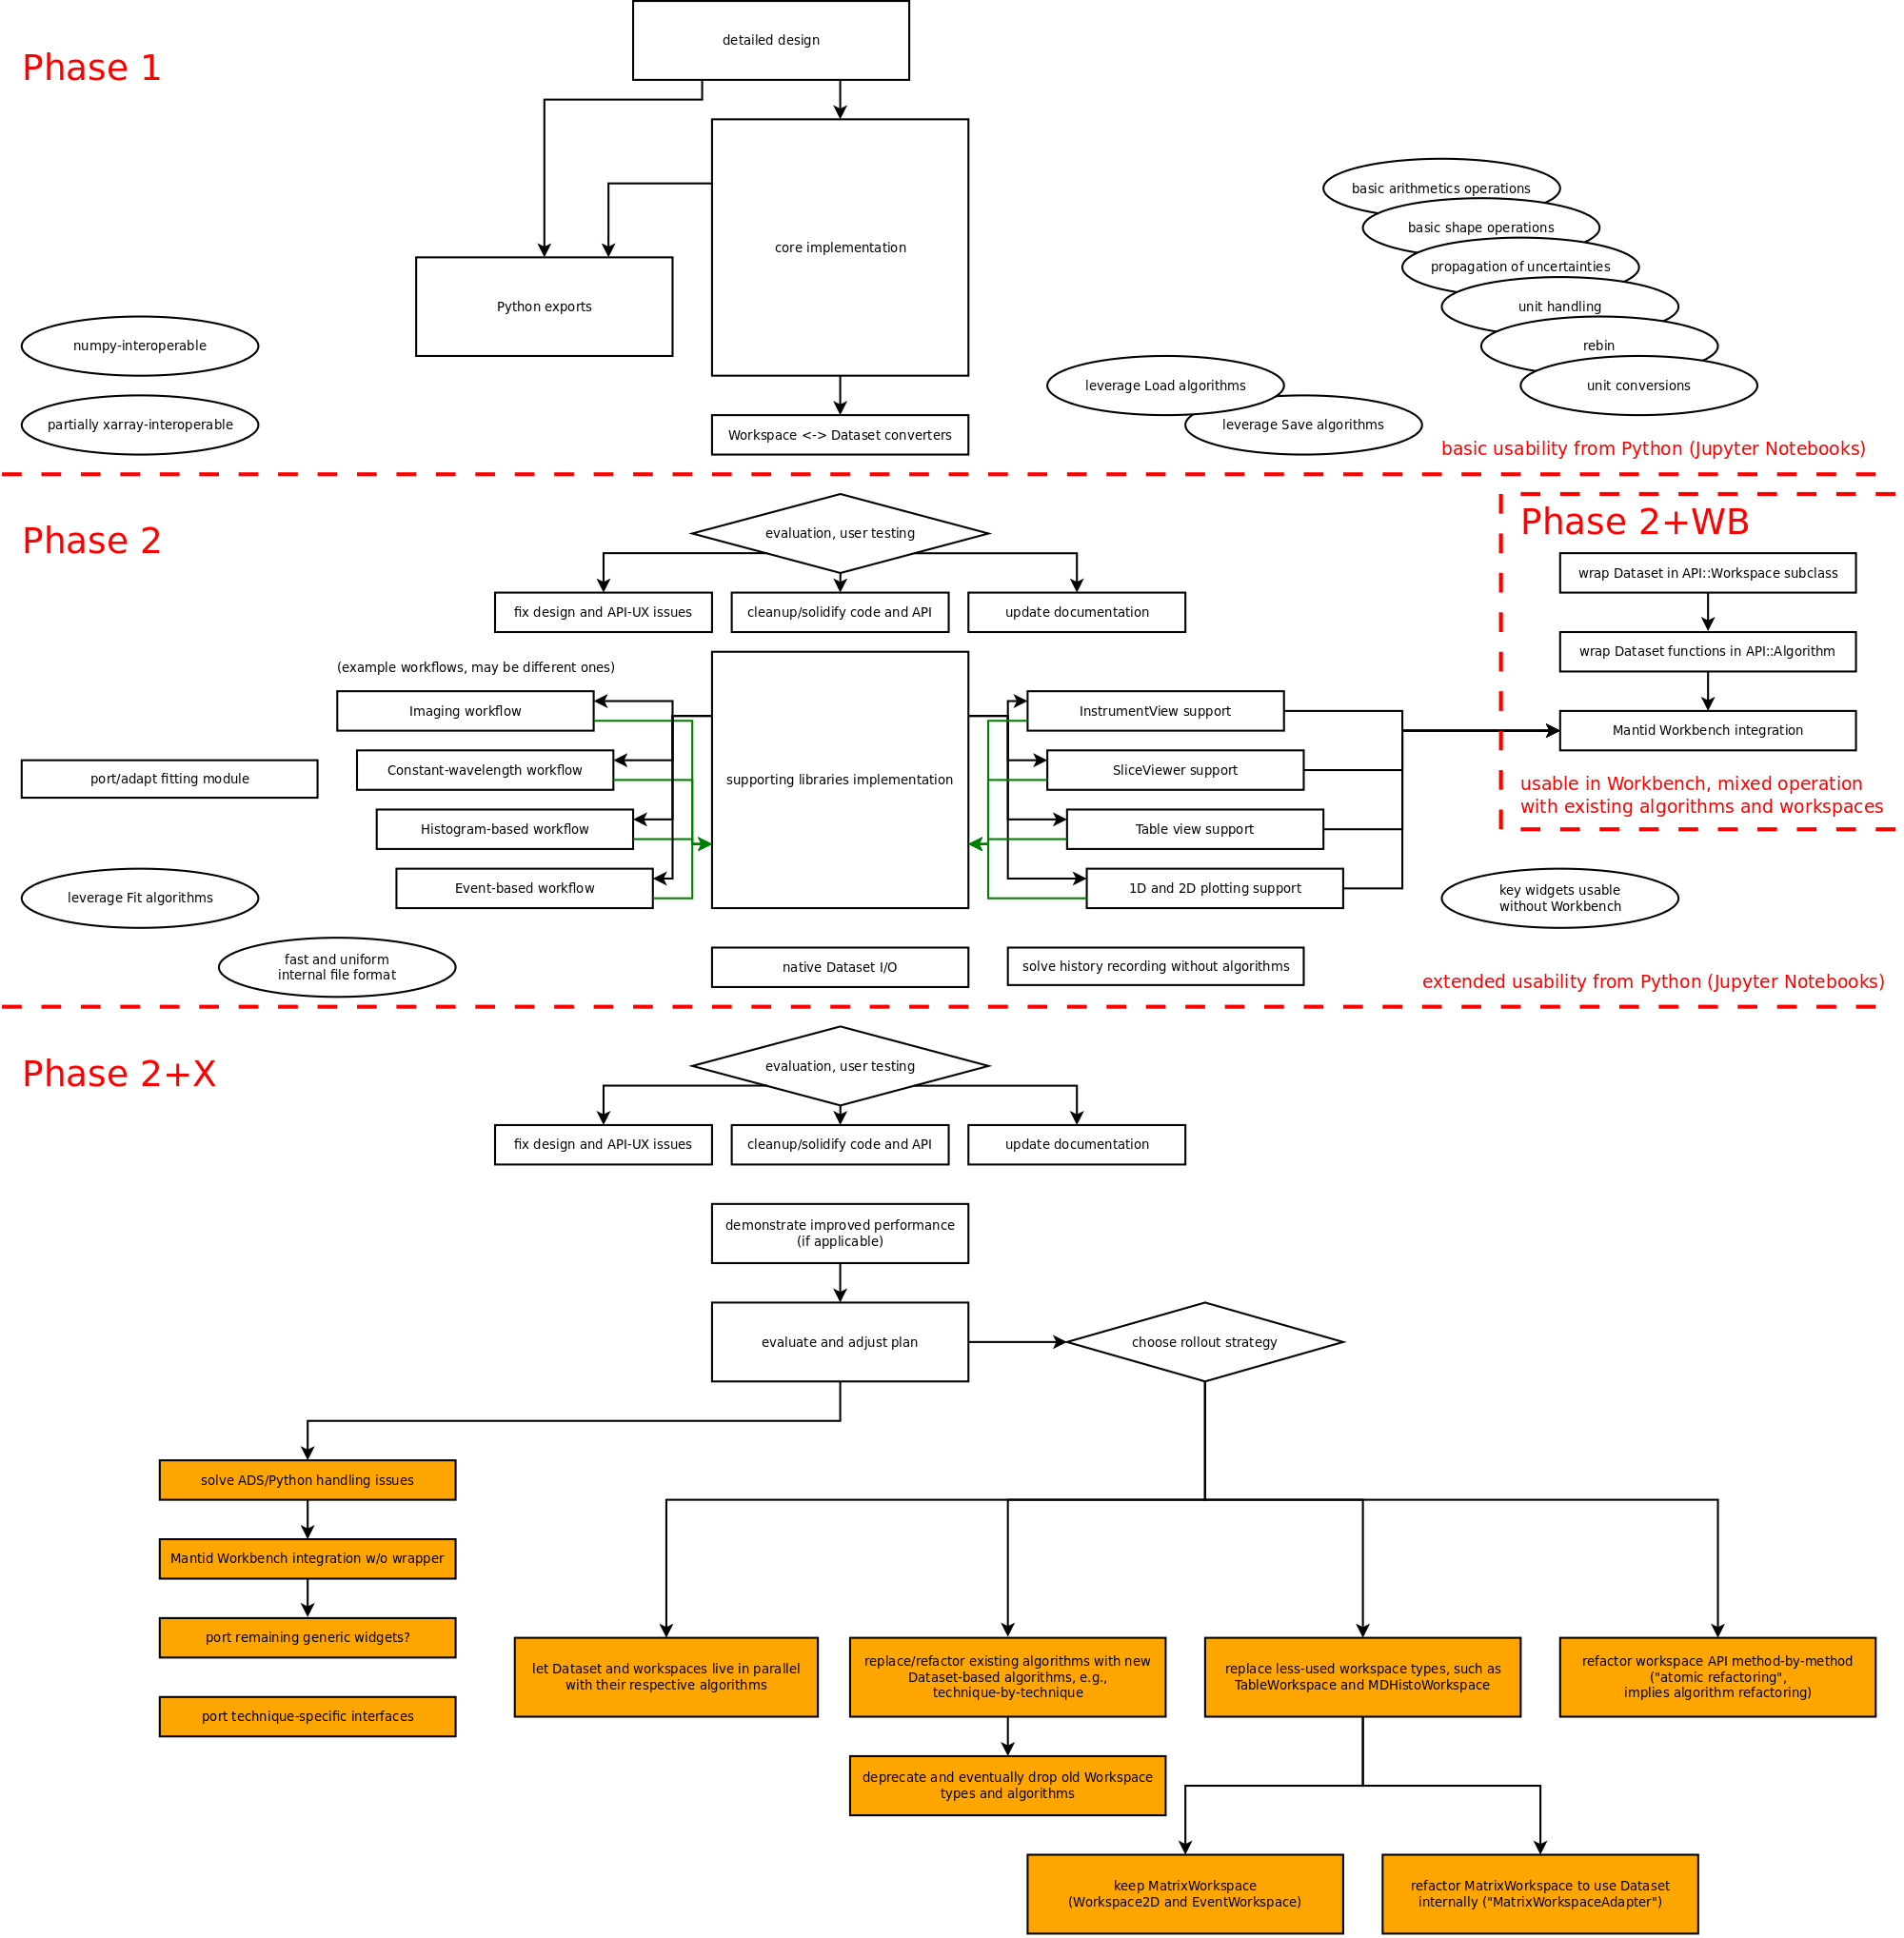 detailed design
Phase 1
basic arithmetics operations
basic shape operations
core implementation
propagation of uncertainties
Python exports
unit handling
numpy-interoperable
rebin
leverage Load algorithms
unit conversions
partially xarray-interoperable
Workspace <-> Dataset converters
leverage Save algorithms
basic usability from Python (Jupyter Notebooks)
Phase 2
evaluation, user testing
Phase 2+WB
wrap Dataset in API::Workspace subclass
fix design and API-UX issues
cleanup/solidify code and API
update documentation
wrap Dataset functions in API::Algorithm
(example workflows, may be different ones)
Imaging workflow
InstrumentView support
Mantid Workbench integration
Constant-wavelength workflow
SliceViewer support
port/adapt fitting module
supporting libraries implementation
usable in Workbench, mixed operation
with existing algorithms and workspaces
Histogram-based workflow
Table view support
Event-based workflow
1D and 2D plotting support
leverage Fit algorithms
key widgets usable
without Workbench
fast and uniform
internal file format
native Dataset I/O
solve history recording without algorithms
extended usability from Python (Jupyter Notebooks)
Phase 2+X
evaluation, user testing
fix design and API-UX issues
cleanup/solidify code and API
update documentation
demonstrate improved performance
(if applicable)
evaluate and adjust plan
choose rollout strategy
solve ADS/Python handling issues
Mantid Workbench integration w/o wrapper
port remaining generic widgets?
port technique-specific interfaces
let Dataset and workspaces live in parallel
with their respective algorithms
replace/refactor existing algorithms with new
Dataset-based algorithms, e.g.,
technique-by-technique
replace less-used workspace types, such as
TableWorkspace and MDHistoWorkspace
refactor workspace API method-by-method
("atomic refactoring",
implies algorithm refactoring)
deprecate and eventually drop old Workspace
types and algorithms
keep MatrixWorkspace
(Workspace2D and EventWorkspace)
refactor MatrixWorkspace to use Dataset
internally ("MatrixWorkspaceAdapter")